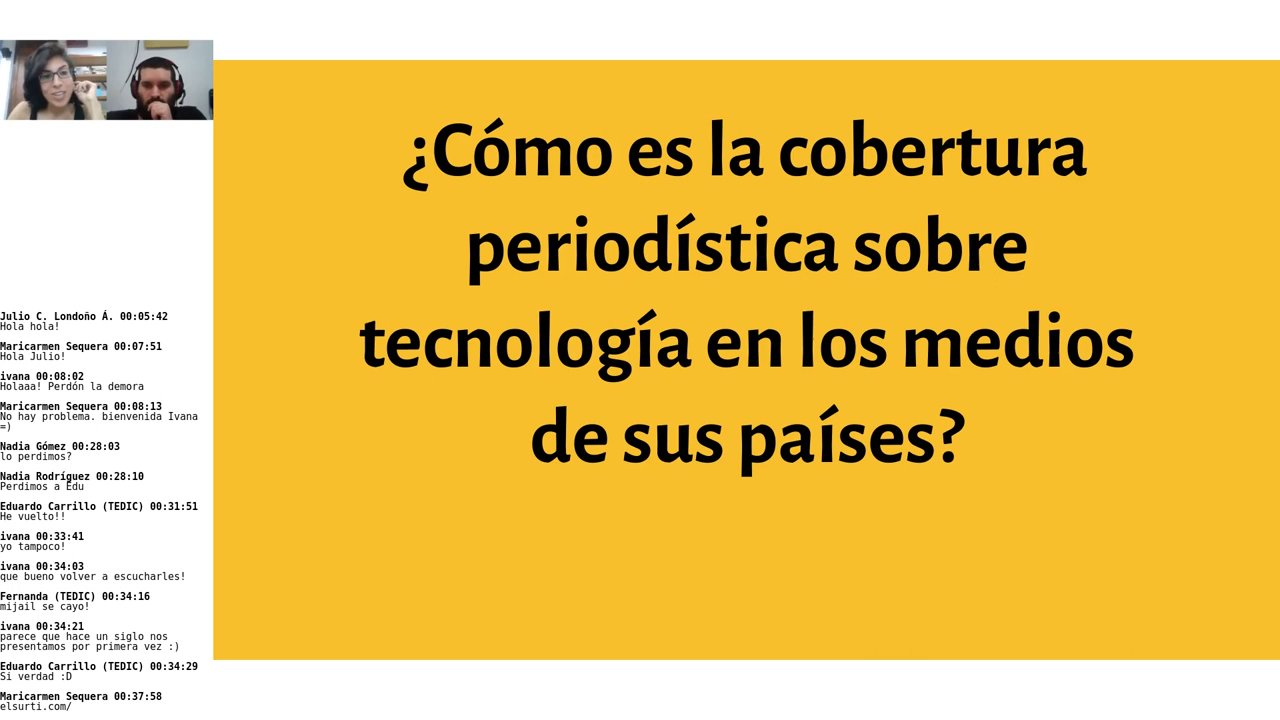 ¿Cómo es la cobertura
periodística sobre
tecnología en los medios
de sus países?
Julio C. Londoño Á. 00:05:42
Hola hola!
Maricarmen Sequera 00:07:51
Hola Julio!
ivana 00:08:02
Holaaa! Perdón la demora
Maricarmen Sequera 00:08:13
No hay problema. bienvenida Ivana
=)
Nadia Gómez 00:28:03
lo perdimos?
Nadia Rodríguez 00:28:10
Perdimos a Edu
Eduardo Carrillo (TEDIC) 00:31:51
He vuelto!!
ivana 00:33:41
yo tampoco!
ivana 00:34:03
que bueno volver a escucharles!
Fernanda (TEDIC) 00:34:16
mijail se cayo!
ivana 00:34:21
parece que hace un siglo nos
presentamos por primera vez :)
Eduardo Carrillo (TEDIC) 00:34:29
Si verdad :D
Maricarmen Sequera 00:37:58
elsurti.com/